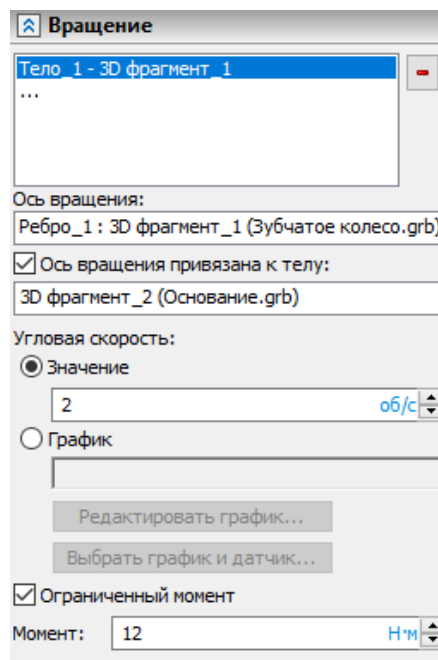 Вращение
Тело_1 - 3D фрагмент_1
...
Ось вращения:
Ребро_1 : 3D фрагмент_1 (Зубчатое колесо.grb)
Ось вращения привязана к телу:
3D фрагмент_2 (Основание.grb)
Угловая скорость:
Значение
2 об/с
График
Редактировать график...
Выбрать график и датчик...
Ограниченный момент
Момент: 12 Н·м